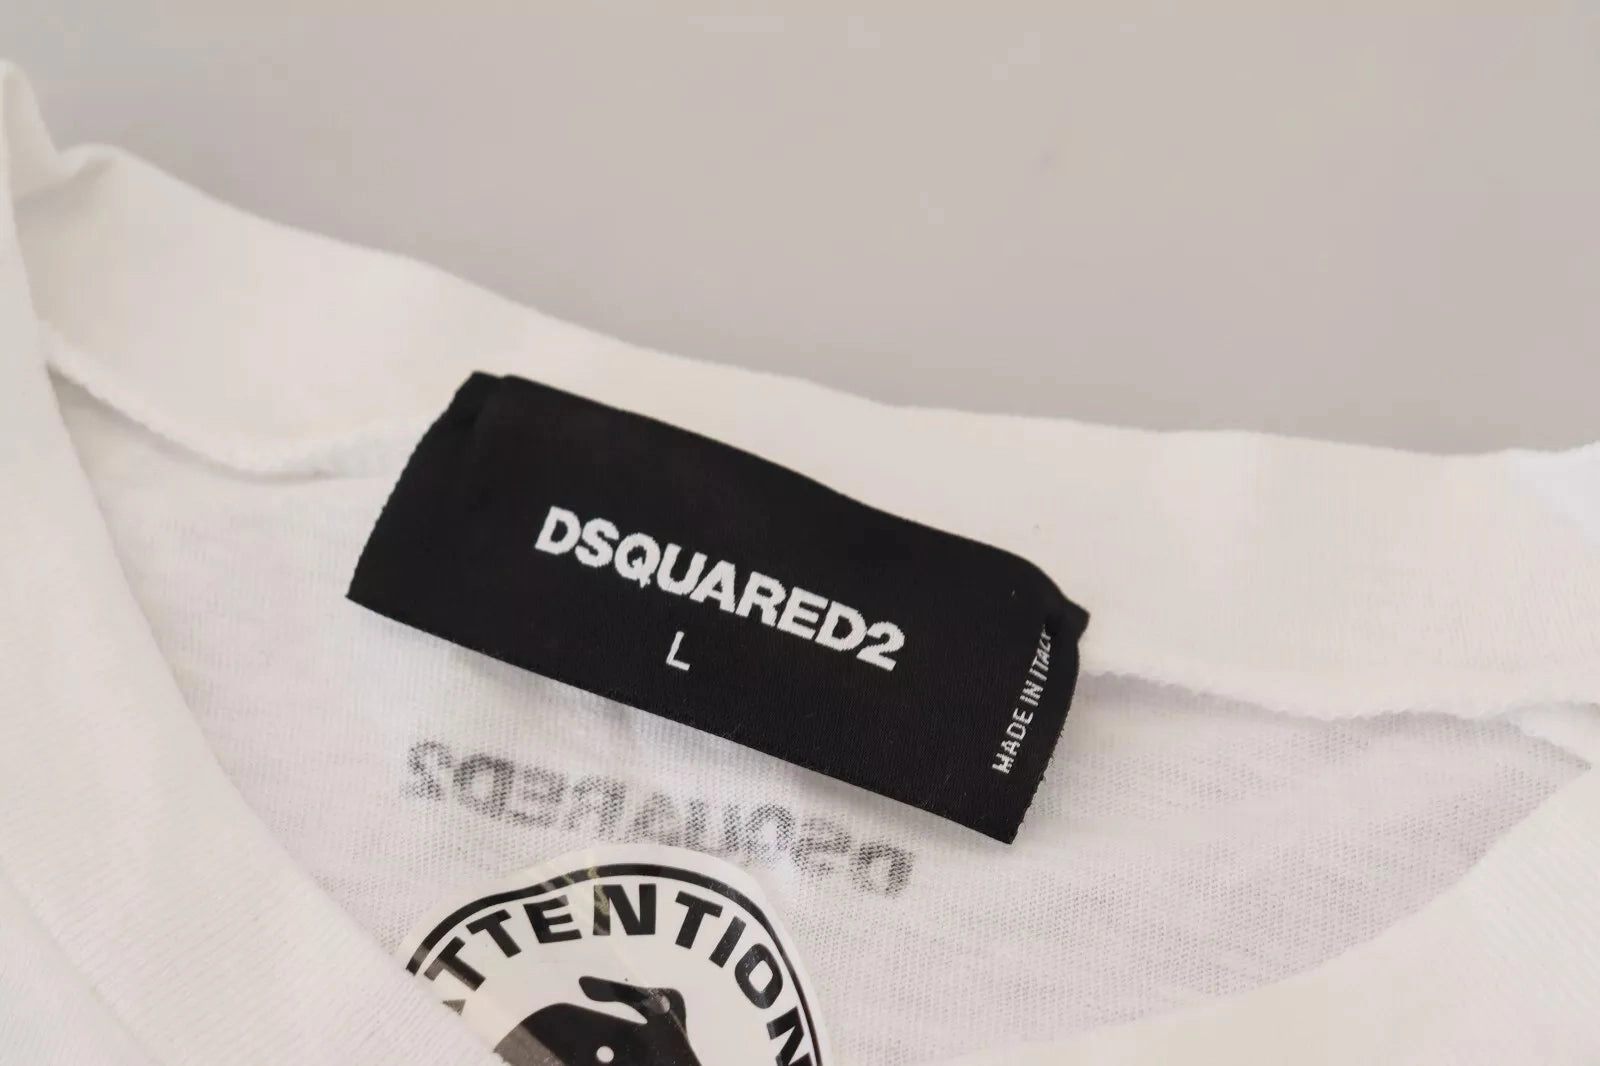 DSQUARED2
L
MADE IN ITALY
DSQUARED2
ATTENTION